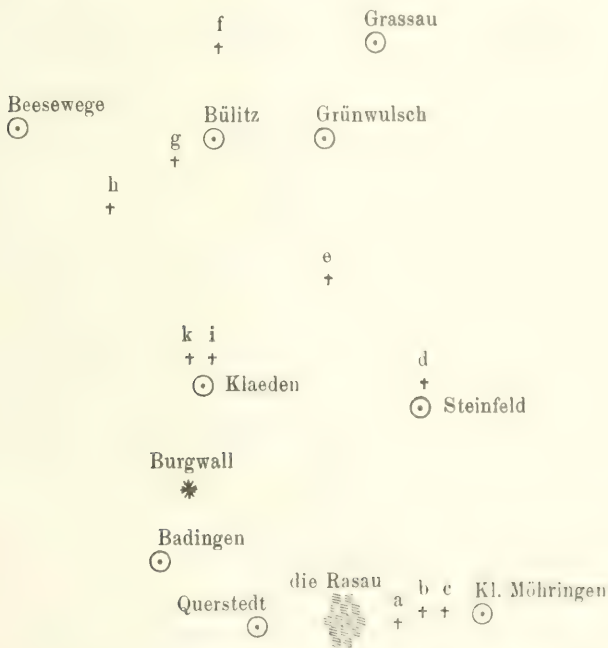 f
Grassau
Beesewege
Bülitz
Grünwulsch
g
h
e
k i
d
Klaeden
Steinfeld
Burgwall
Badingen
die Rasau
a b c Kl. Möhringen
Querstedt